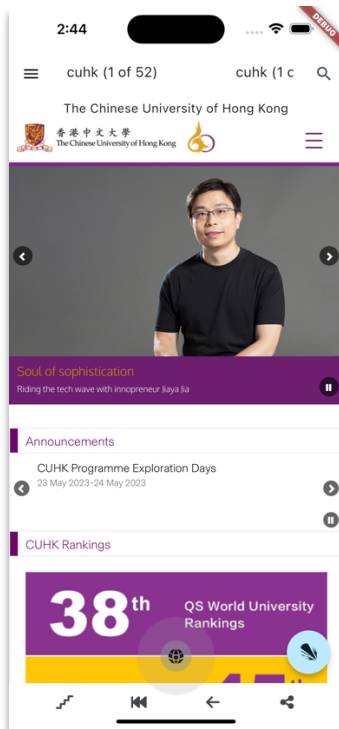 2:44
DEBUG
cuhk (1 of 52)
cuhk (1 c
The Chinese University of Hong Kong
香港中文大學
The Chinese University of Hong Kong
Soul of sophistication
Riding the tech wave with innopreneur Jiaya Jia
Announcements
CUHK Programme Exploration Days
23 May 2023-24 May 2023
CUHK Rankings
38th
QS World University
Rankings